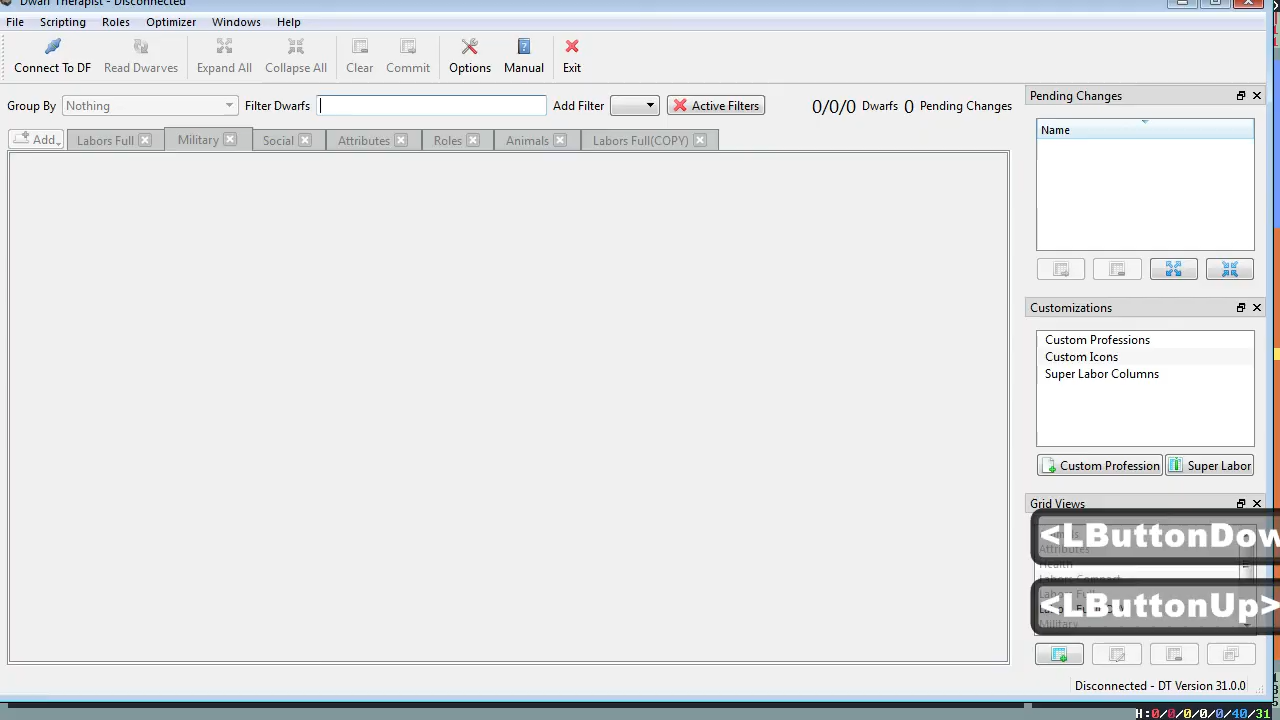 Dwarf Therapist - Disconnected
File Scripting Roles Optimizer Windows Help
Connect To DF Read Dwarves Expand All Collapse All Clear Commit Options Manual Exit
Group By Nothing Filter Dwarfs Add Filter Active Filters 0/0/0 Dwarfs 0 Pending Changes
Add Labors Full Military Social Attributes Roles Animals Labors Full(COPY)
Pending Changes
Name
Customizations
Custom Professions
Custom Icons
Super Labor Columns
Custom Profession Super Labor
Grid Views
<LButtonDow
Attributes
Health
Labors Compact
<LButtonUp>
Military
Disconnected - DT Version 31.0.0
H:0/0/0/0/0/40/31